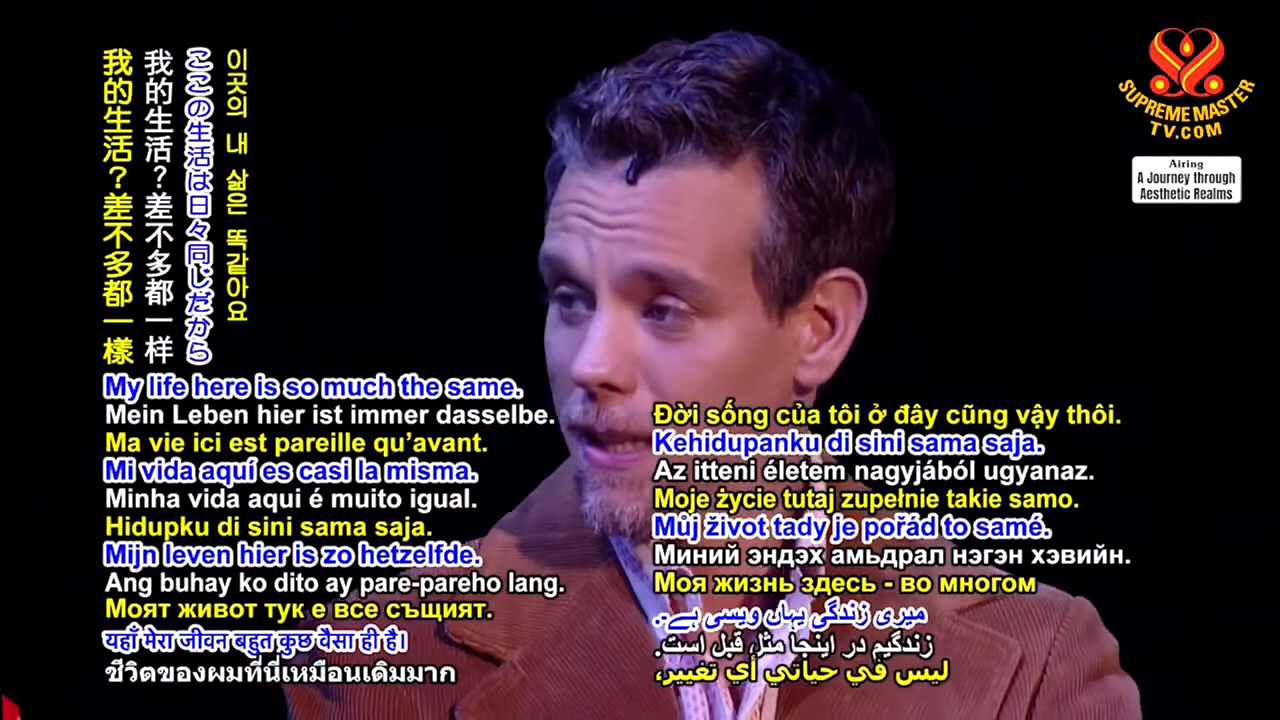 我的生活？差不多都一樣
我的生活？差不多都一样
ここの生活は日々同じだから
이곳의 내 삶은 똑같아요
My life here is so much the same.
Mein Leben hier ist immer dasselbe.
Ma vie ici est pareille qu’avant.
Mi vida aquí es casi la misma.
Minha vida aqui é muito igual.
Hidupku di sini sama saja.
Mijn leven hier is zo hetzelfde.
Ang buhay ko dito ay pare-pareho lang.
Моят живот тук е все същият.
यहाँ मेरा जीवन बहुत कुछ वैसा ही है।
ชีวิตของผมที่นี่เหมือนเดิมมาก
Đời sống của tôi ở đây cũng vậy thôi.
Kehidupanku di sini sama saja.
Az itteni életem nagyjából ugyanaz.
Moje życie tutaj zupełnie takie samo.
Můj život tady je pořád to samé.
Миний эндэх амьдрал нэгэн хэвийн.
Моя жизнь здесь - во многом
میری زندگی یہاں ویسی ہے۔.
زندگیم در اینجا مثل قبل است.
ليس في حياتي أي تغيير،
SUPREME MASTER
TV.COM
Airing
A Journey through
Aesthetic Realms